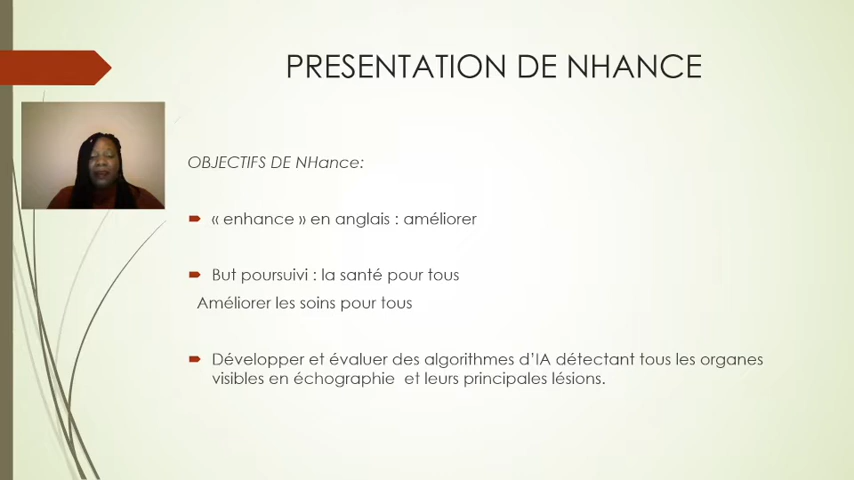 PRESENTATION DE NHANCE
OBJECTIFS DE NHance:
« enhance » en anglais : améliorer
But poursuivi : la santé pour tous
Améliorer les soins pour tous
Développer et évaluer des algorithmes d'IA détectant tous les organes
visibles en échographie et leurs principales lésions.